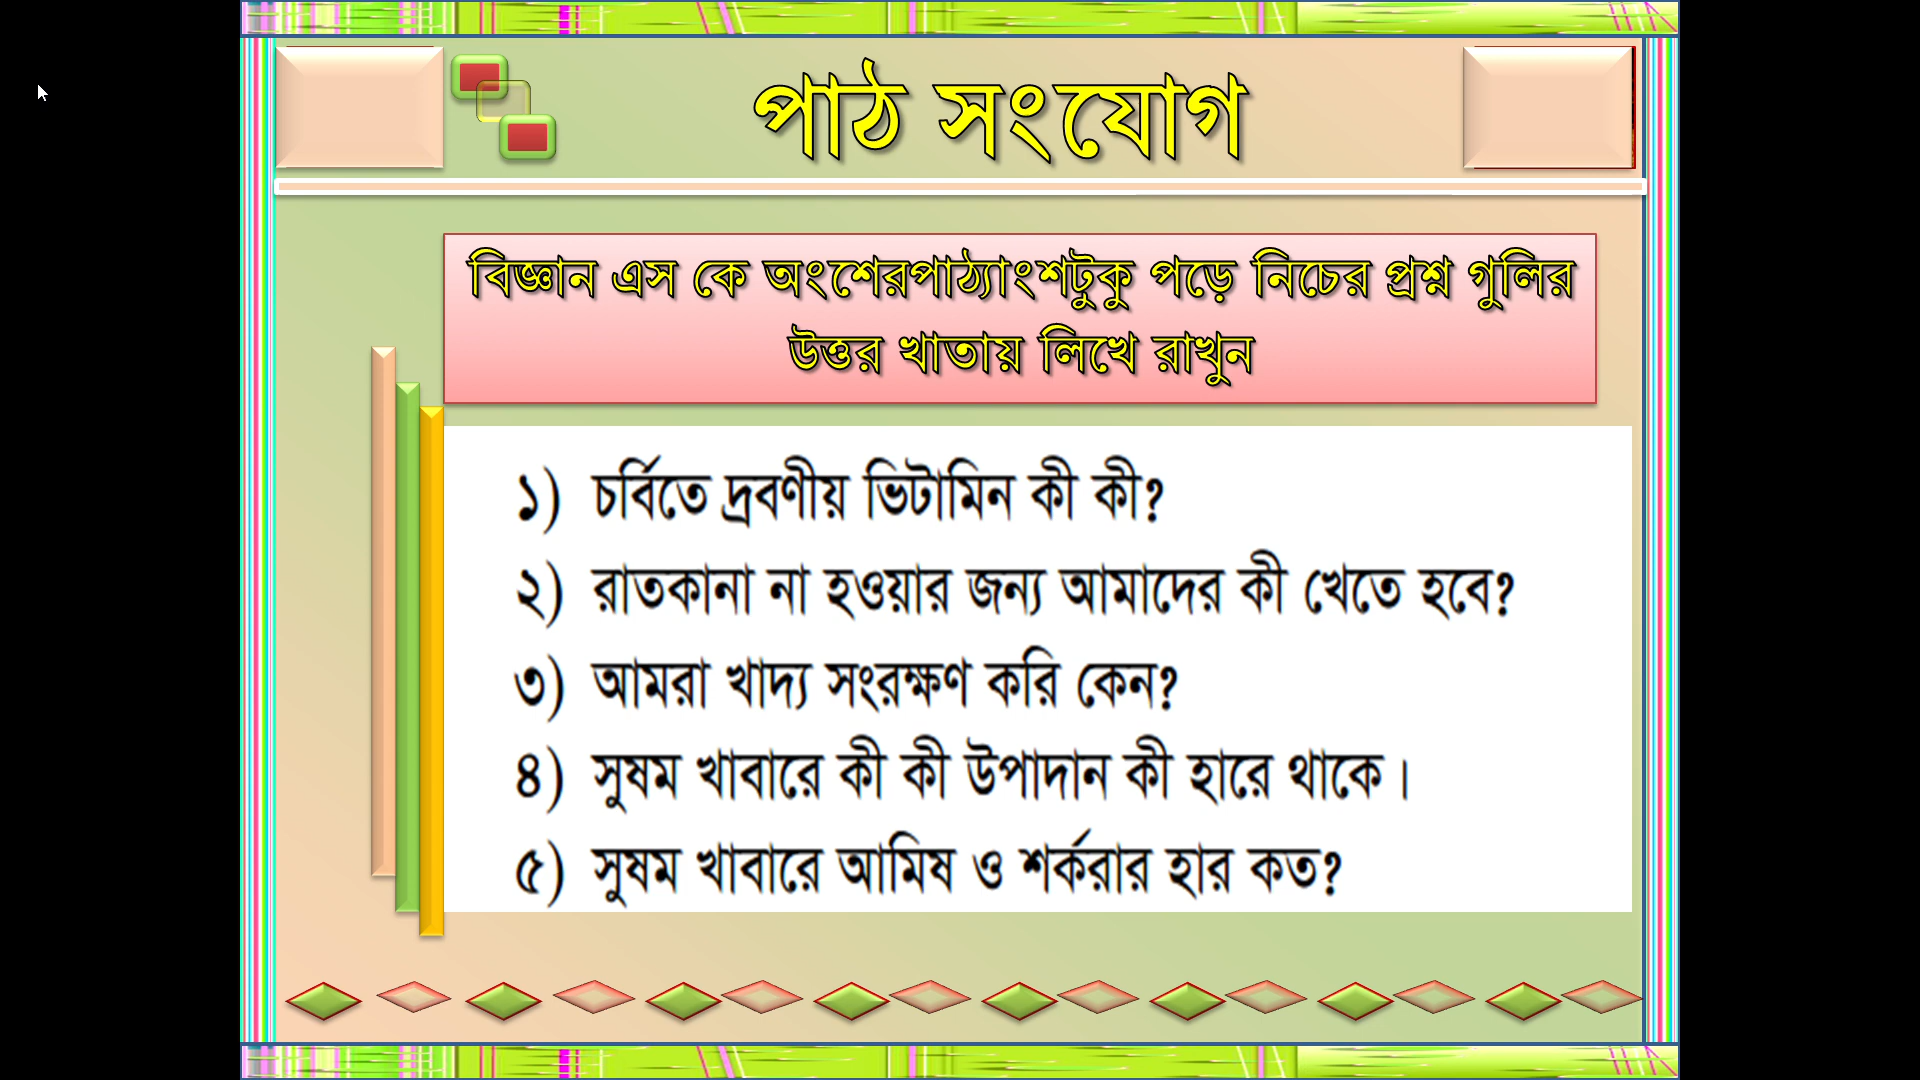 পাঠ সংযোগ
বিজ্ঞান এস কে অংশেরপাঠ্যাংশটুকু পড়ে নিচের প্রশ্ন গুলির
উত্তর খাতায় লিখে রাখুন
১) চর্বিতে দ্রবণীয় ভিটামিন কী কী?
২) রাতকানা না হওয়ার জন্য আমাদের কী খেতে হবে?
৩) আমরা খাদ্য সংরক্ষণ করি কেন?
৪) সুষম খাবারে কী কী উপাদান কী হারে থাকে।
৫) সুষম খাবারে আমিষ ও শর্করার হার কত?